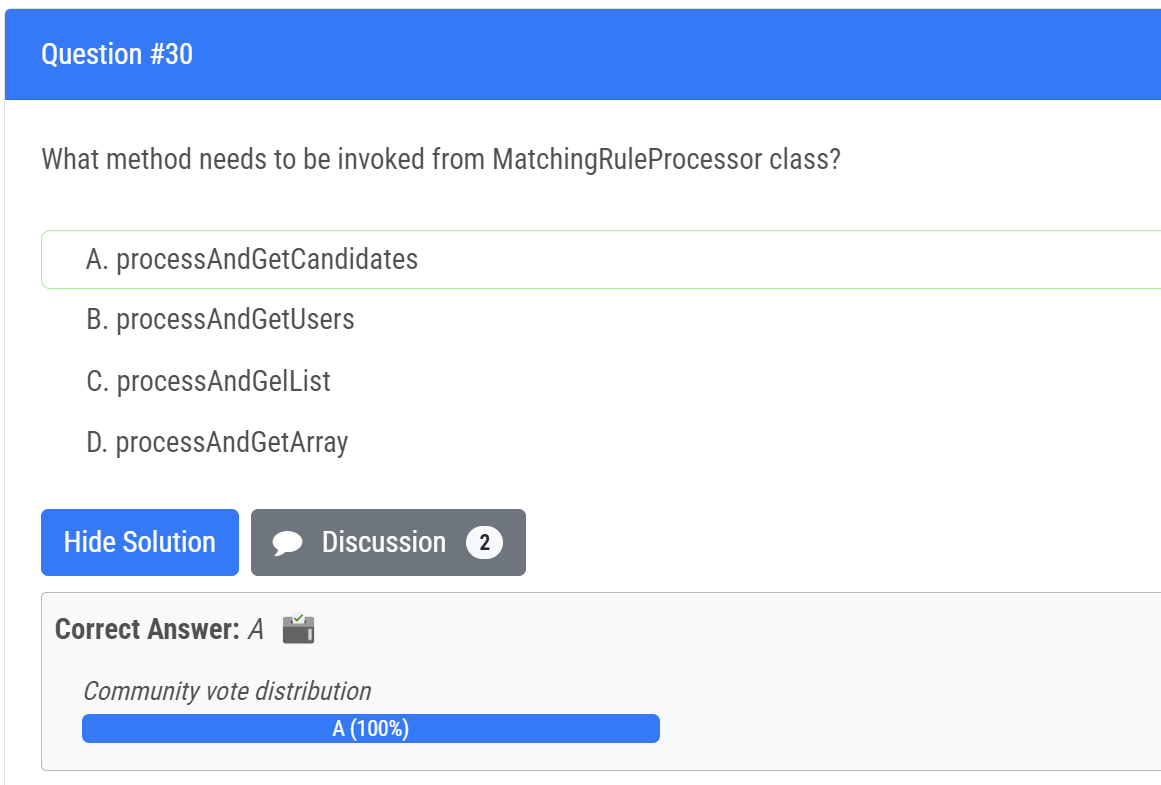 Question #30
What method needs to be invoked from MatchingRuleProcessor class?
A. processAndGetCandidates
B. processAndGetUsers
C. processAndGelList
D. processAndGetArray
Hide Solution Discussion 2
Correct Answer: A
Community vote distribution
A (100%)